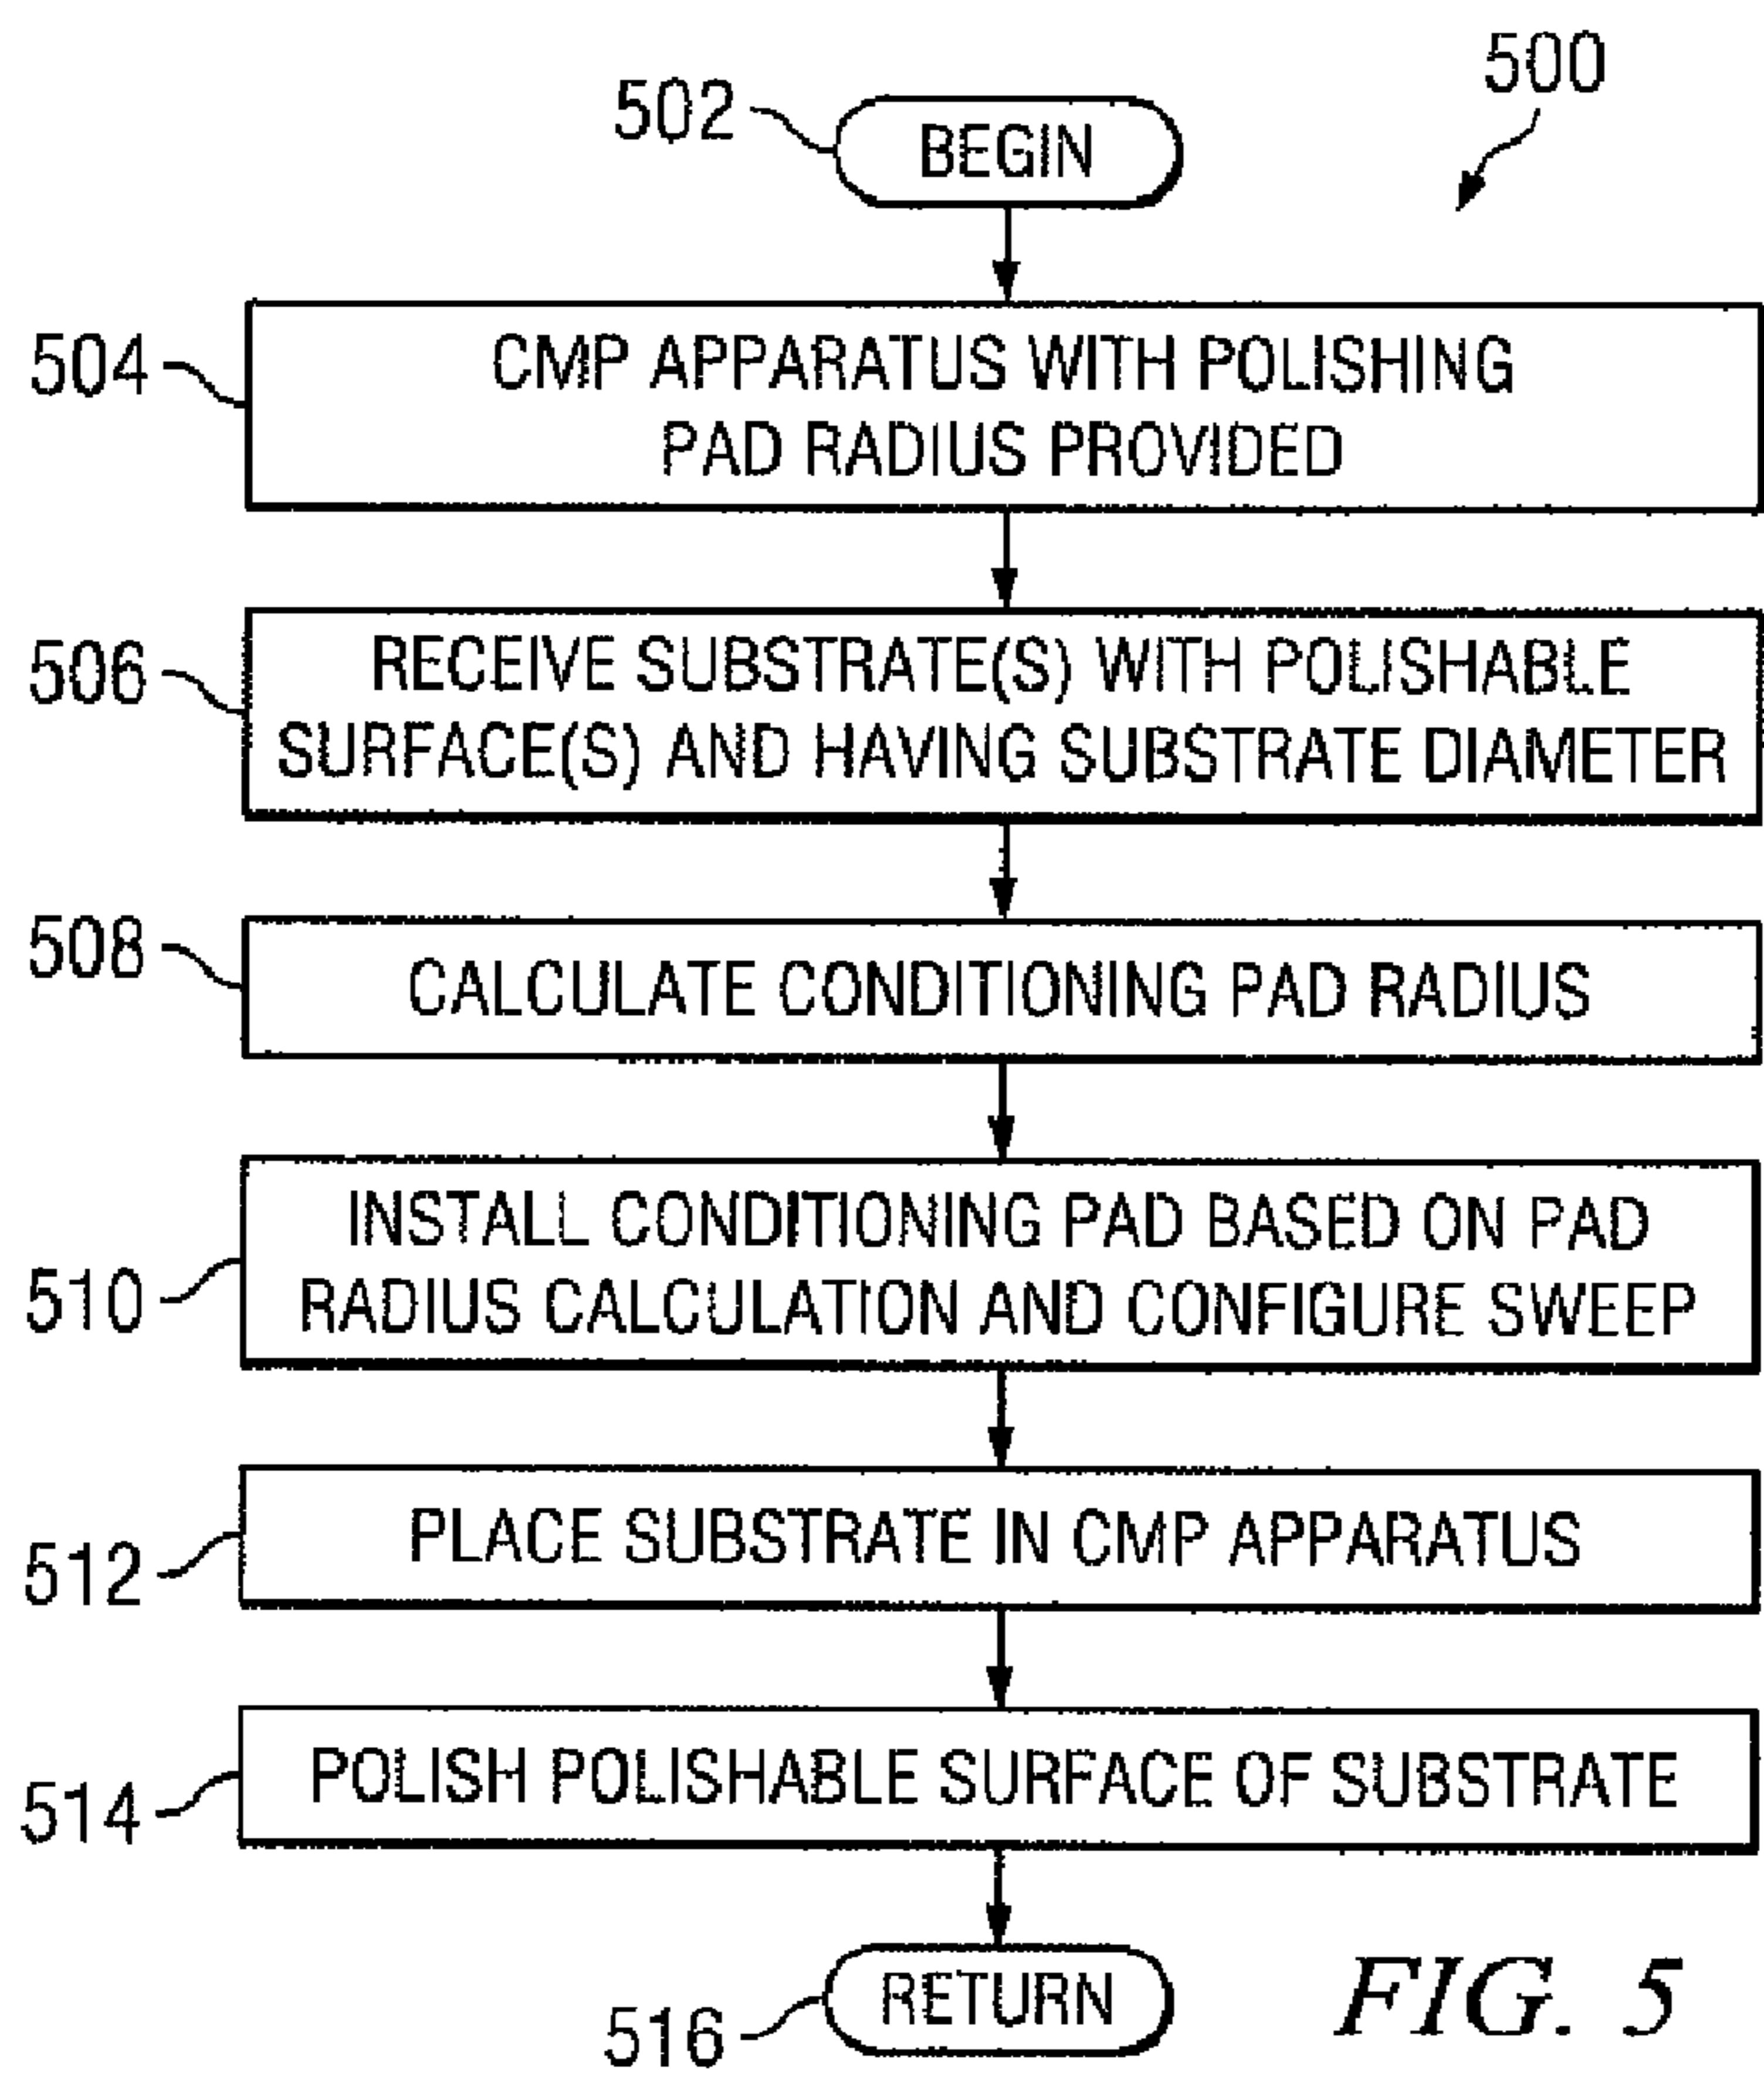 500
502
BEGIN
504
CMP APPARATUS WITH POLISHING
PAD RADIUS PROVIDED
506
RECEIVE SUBSTRATE(S) WITH POLISHABLE
SURFACE(S) AND HAVING SUBSTRATE DIAMETER
508
CALCULATE CONDITIONING PAD RADIUS
510
INSTALL CONDITIONING PAD BASED ON PAD
RADIUS CALCULATION AND CONFIGURE SWEEP
512
PLACE SUBSTRATE IN CMP APPARATUS
514
POLISH POLISHABLE SURFACE OF SUBSTRATE
516
RETURN
FIG. 5